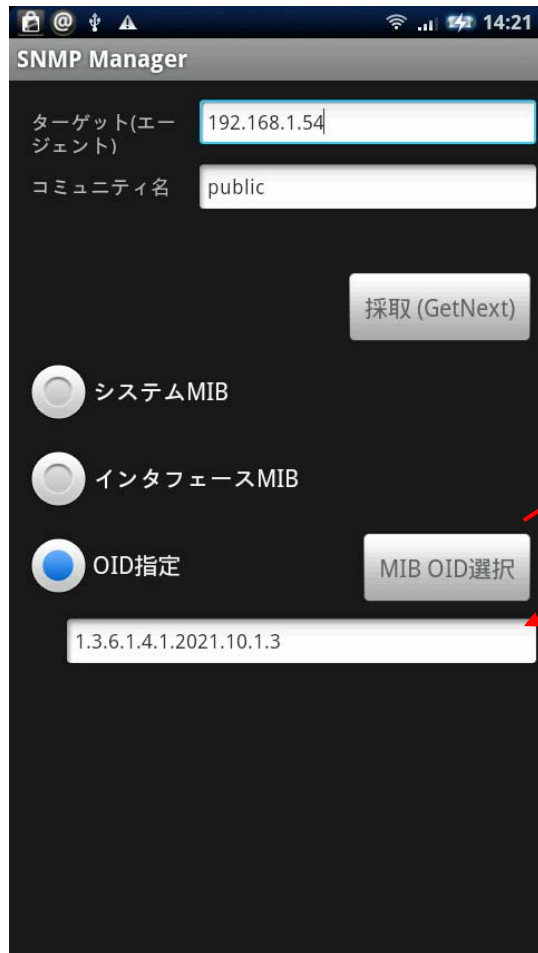 14:21
SNMP Manager
ターゲット(エー
ジェント)
192.168.1.54
コミュニティ名
public
採取 (GetNext)
システムMIB
インタフェースMIB
OID指定
MIB OID選択
1.3.6.1.4.1.2021.10.1.3